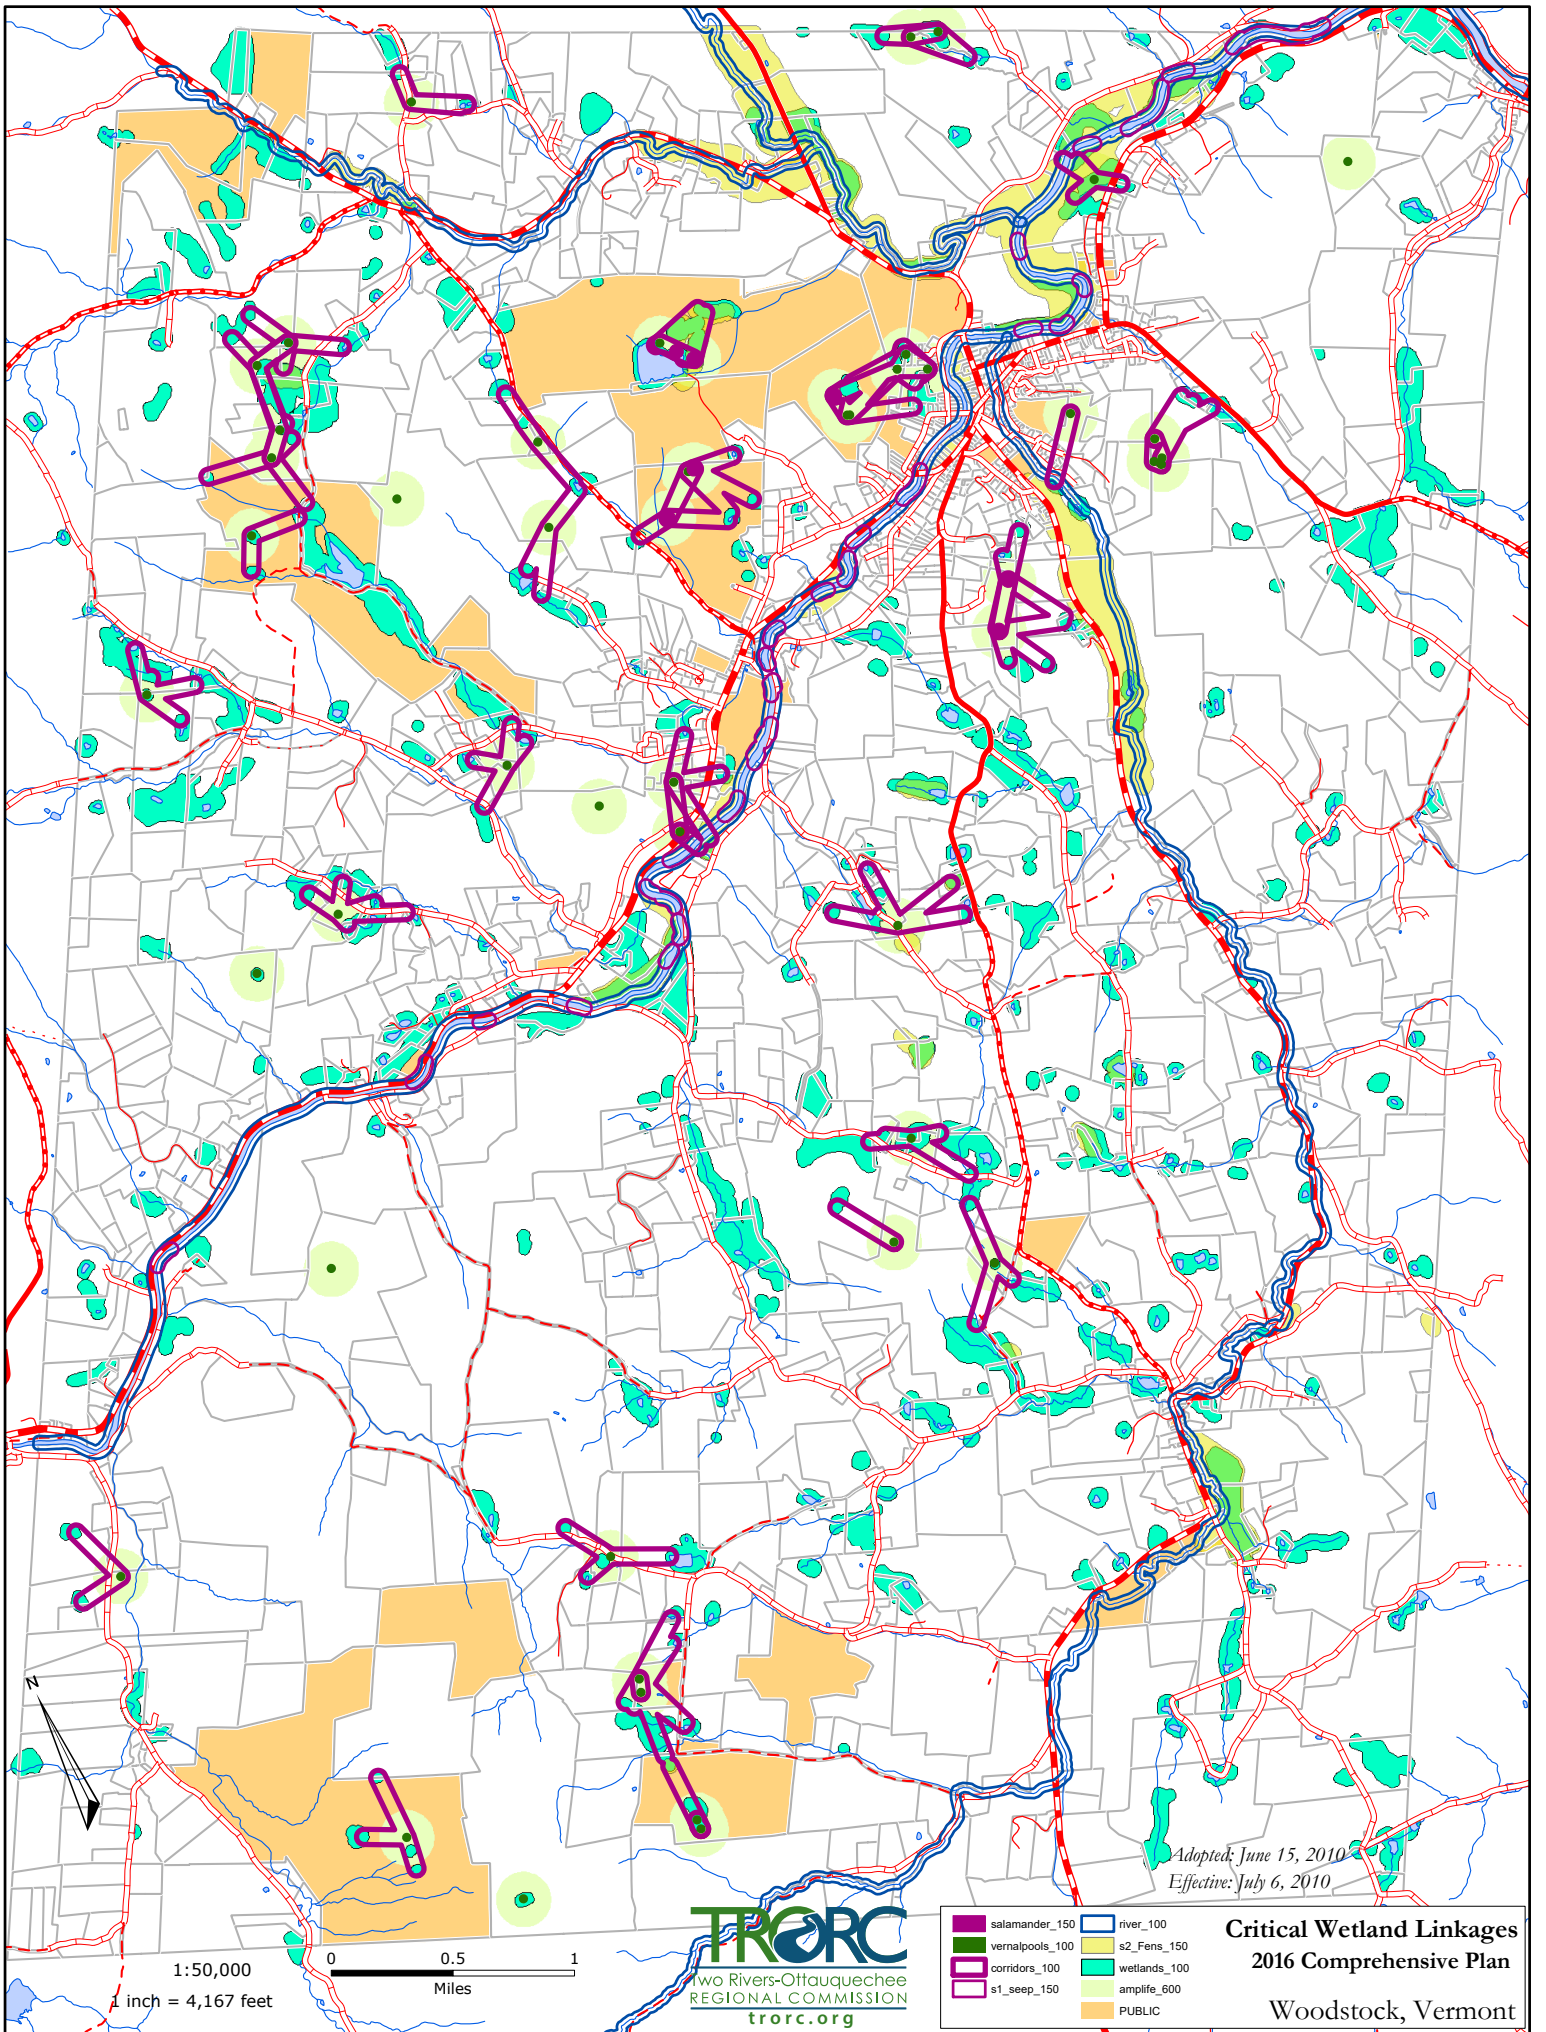 N
Adopted: June 15, 2010
Effective: July 6, 2010
1:50,000
1 inch = 4,167 feet
0 0.5 1
Miles
TRORC
Two Rivers-Ottauquechee
REGIONAL COMMISSION
trorc.org
salamander_150
vernalpools_100
corridors_100
s1_seep_150
river_100
s2_Fens_150
wetlands_100
amplife_600
PUBLIC
Critical Wetland Linkages
2016 Comprehensive Plan
Woodstock, Vermont